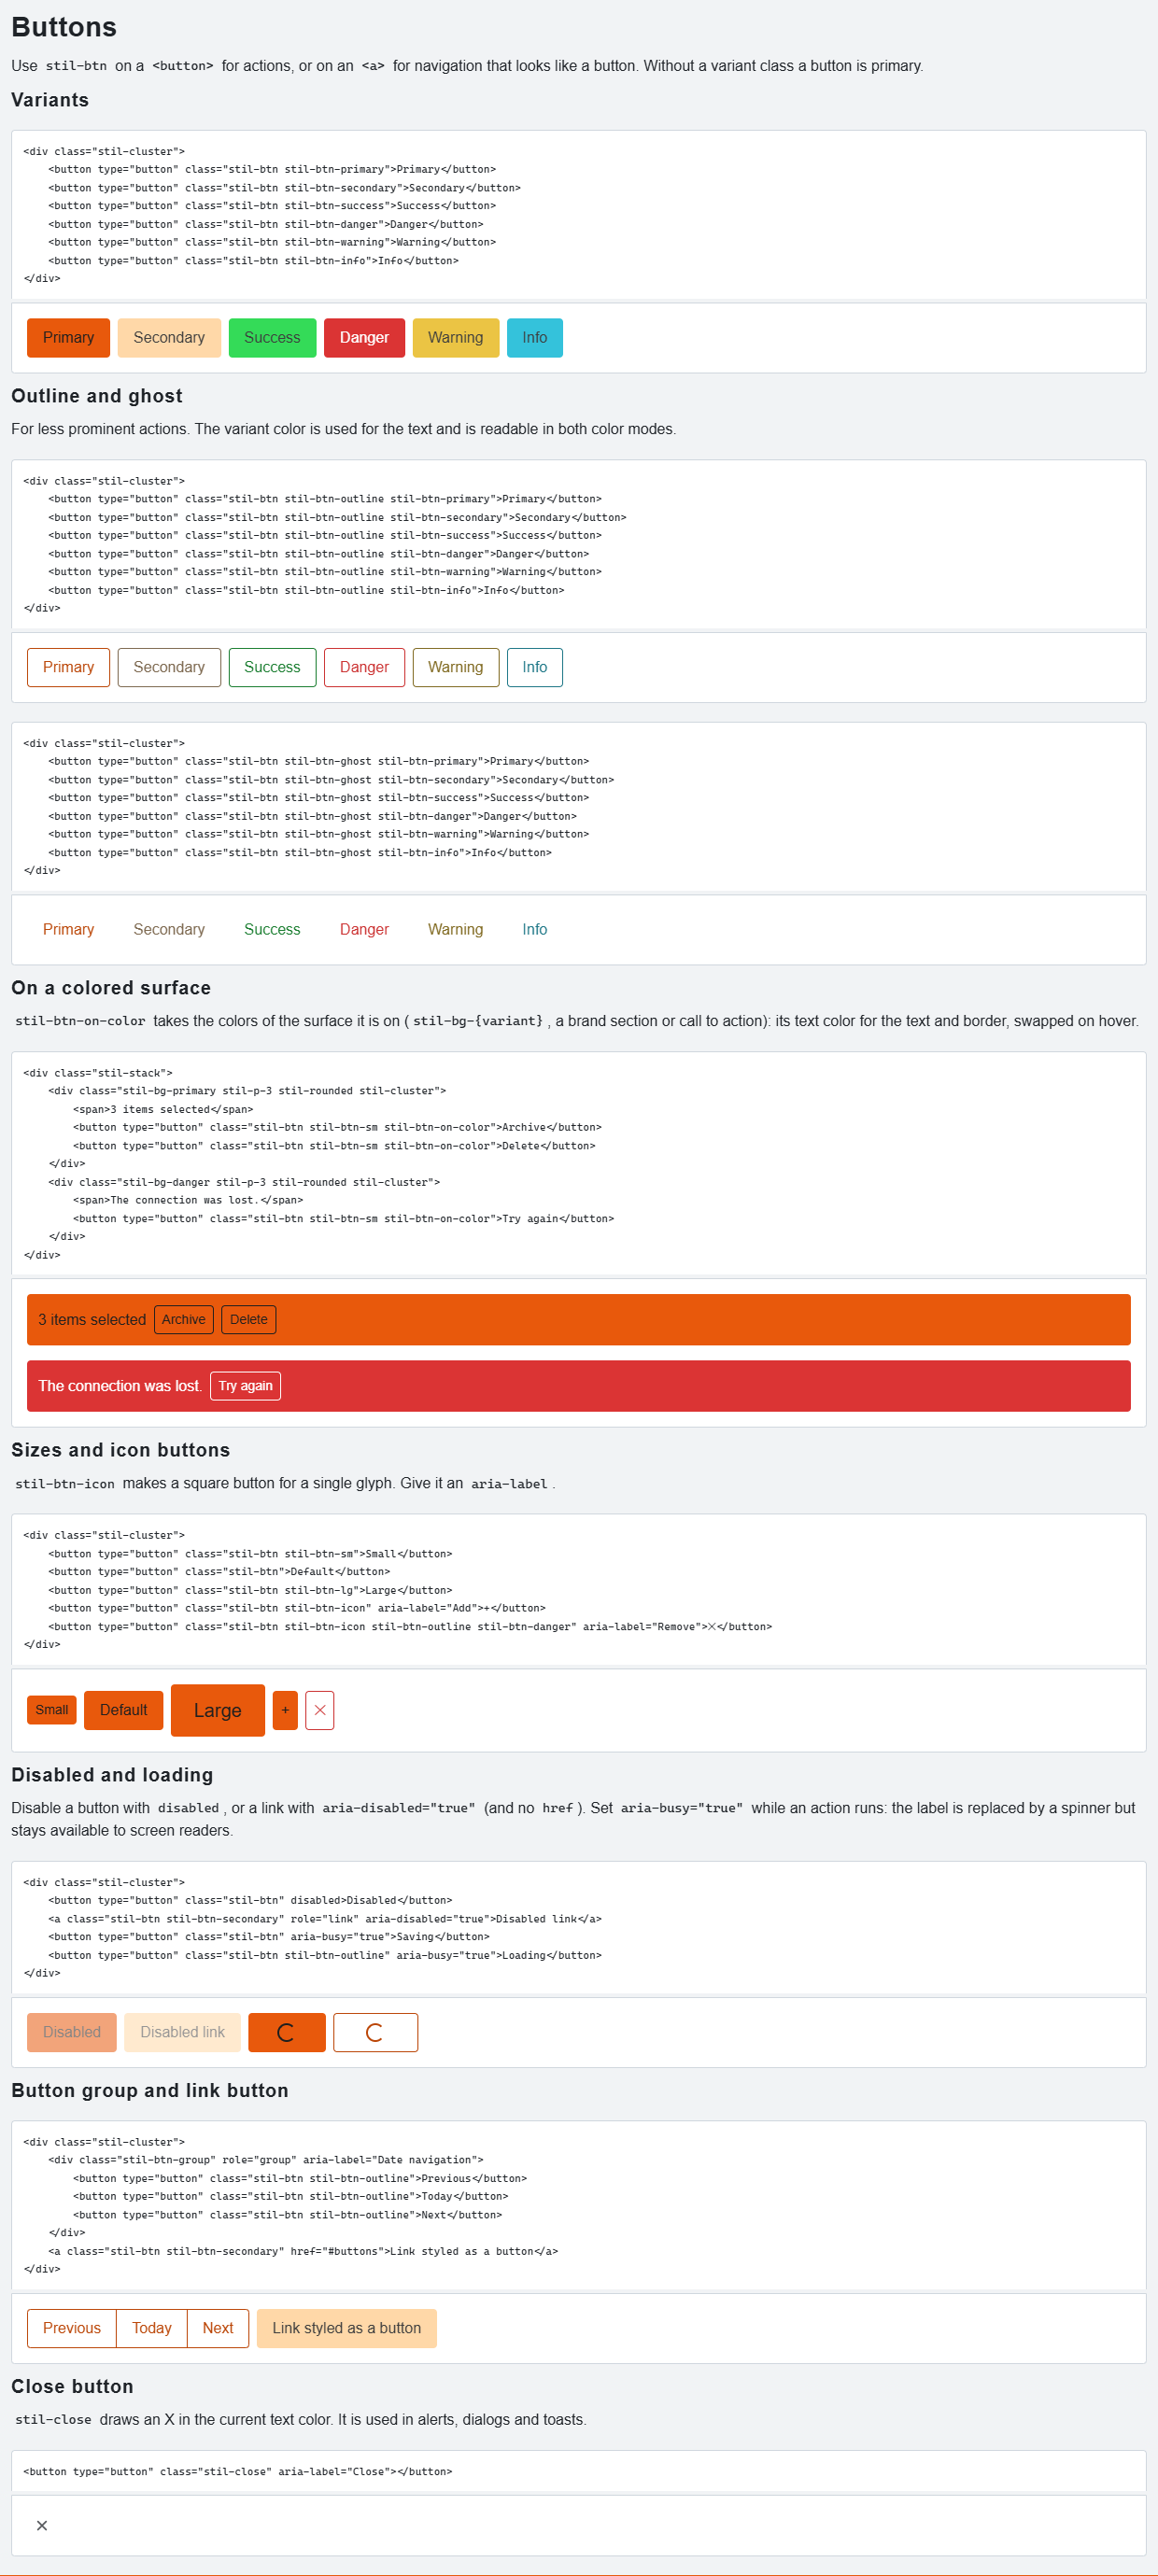 Buttons
Use stil-btn on a <button> for actions, or on an <a> for navigation that looks like a button. Without a variant class a button is primary.
Variants
<div class="stil-cluster">
    <button type="button" class="stil-btn stil-btn-primary">Primary</button>
    <button type="button" class="stil-btn stil-btn-secondary">Secondary</button>
    <button type="button" class="stil-btn stil-btn-success">Success</button>
    <button type="button" class="stil-btn stil-btn-danger">Danger</button>
    <button type="button" class="stil-btn stil-btn-warning">Warning</button>
    <button type="button" class="stil-btn stil-btn-info">Info</button>
</div>
Primary Secondary Success Danger Warning Info
Outline and ghost
For less prominent actions. The variant color is used for the text and is readable in both color modes.
<div class="stil-cluster">
    <button type="button" class="stil-btn stil-btn-outline stil-btn-primary">Primary</button>
    <button type="button" class="stil-btn stil-btn-outline stil-btn-secondary">Secondary</button>
    <button type="button" class="stil-btn stil-btn-outline stil-btn-success">Success</button>
    <button type="button" class="stil-btn stil-btn-outline stil-btn-danger">Danger</button>
    <button type="button" class="stil-btn stil-btn-outline stil-btn-warning">Warning</button>
    <button type="button" class="stil-btn stil-btn-outline stil-btn-info">Info</button>
</div>
Primary Secondary Success Danger Warning Info
<div class="stil-cluster">
    <button type="button" class="stil-btn stil-btn-ghost stil-btn-primary">Primary</button>
    <button type="button" class="stil-btn stil-btn-ghost stil-btn-secondary">Secondary</button>
    <button type="button" class="stil-btn stil-btn-ghost stil-btn-success">Success</button>
    <button type="button" class="stil-btn stil-btn-ghost stil-btn-danger">Danger</button>
    <button type="button" class="stil-btn stil-btn-ghost stil-btn-warning">Warning</button>
    <button type="button" class="stil-btn stil-btn-ghost stil-btn-info">Info</button>
</div>
Primary Secondary Success Danger Warning Info
On a colored surface
stil-btn-on-color takes the colors of the surface it is on ( stil-bg-{variant} , a brand section or call to action): its text color for the text and border, swapped on hover.
<div class="stil-stack">
    <div class="stil-bg-primary stil-p-3 stil-rounded stil-cluster">
        <span>3 items selected</span>
        <button type="button" class="stil-btn stil-btn-sm stil-btn-on-color">Archive</button>
        <button type="button" class="stil-btn stil-btn-sm stil-btn-on-color">Delete</button>
    </div>
    <div class="stil-bg-danger stil-p-3 stil-rounded stil-cluster">
        <span>The connection was lost.</span>
        <button type="button" class="stil-btn stil-btn-sm stil-btn-on-color">Try again</button>
    </div>
</div>
3 items selected Archive Delete
The connection was lost. Try again
Sizes and icon buttons
stil-btn-icon makes a square button for a single glyph. Give it an aria-label .
<div class="stil-cluster">
    <button type="button" class="stil-btn stil-btn-sm">Small</button>
    <button type="button" class="stil-btn">Default</button>
    <button type="button" class="stil-btn stil-btn-lg">Large</button>
    <button type="button" class="stil-btn stil-btn-icon" aria-label="Add">+</button>
    <button type="button" class="stil-btn stil-btn-icon stil-btn-outline stil-btn-danger" aria-label="Remove">×</button>
</div>
Small Default Large + ×
Disabled and loading
Disable a button with disabled , or a link with aria-disabled="true" (and no href ). Set aria-busy="true" while an action runs: the label is replaced by a spinner but
stays available to screen readers.
<div class="stil-cluster">
    <button type="button" class="stil-btn" disabled>Disabled</button>
    <a class="stil-btn stil-btn-secondary" role="link" aria-disabled="true">Disabled link</a>
    <button type="button" class="stil-btn" aria-busy="true">Saving</button>
    <button type="button" class="stil-btn stil-btn-outline" aria-busy="true">Loading</button>
</div>
Disabled Disabled link
Button group and link button
<div class="stil-cluster">
    <div class="stil-btn-group" role="group" aria-label="Date navigation">
        <button type="button" class="stil-btn stil-btn-outline">Previous</button>
        <button type="button" class="stil-btn stil-btn-outline">Today</button>
        <button type="button" class="stil-btn stil-btn-outline">Next</button>
    </div>
    <a class="stil-btn stil-btn-secondary" href="#buttons">Link styled as a button</a>
</div>
Previous Today Next Link styled as a button
Close button
stil-close draws an X in the current text color. It is used in alerts, dialogs and toasts.
<button type="button" class="stil-close" aria-label="Close"></button>